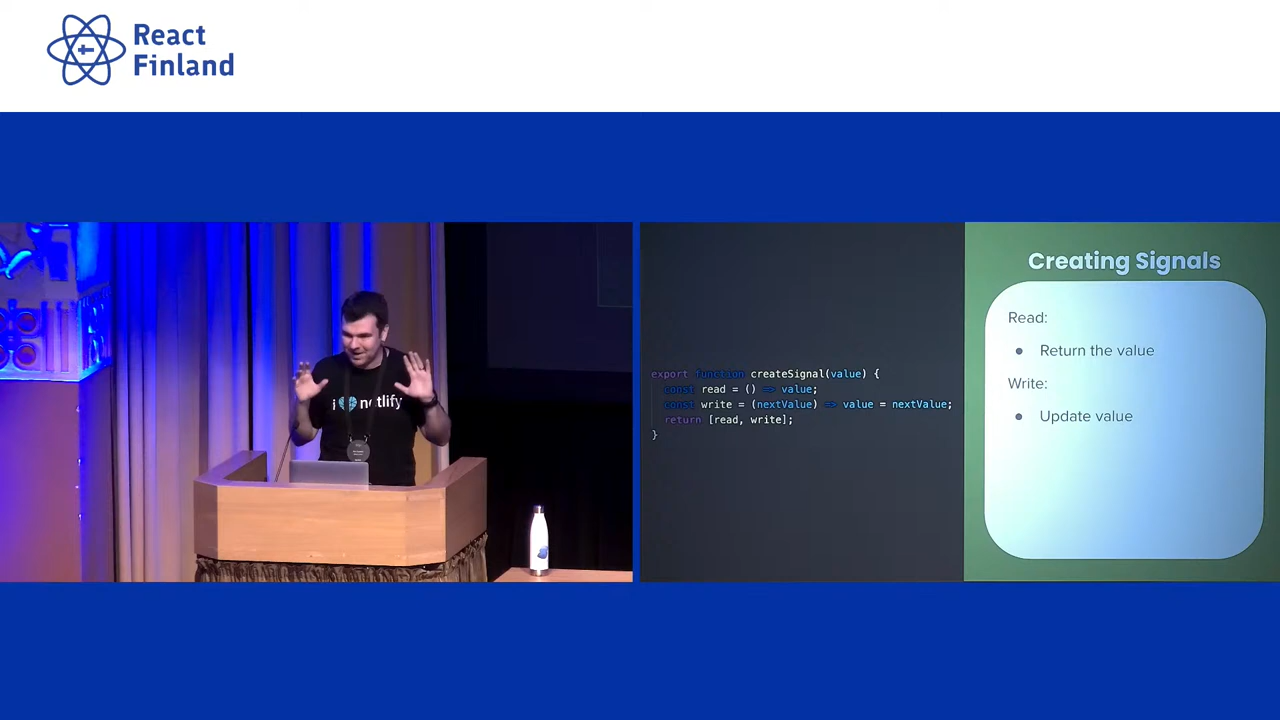 React
Finland
i netlify
export function createSignal(value) {
const read = () => value;
const write = (nextValue) => value = nextValue;
return [read, write];
}
Creating Signals
Read:
● Return the value
Write:
● Update value